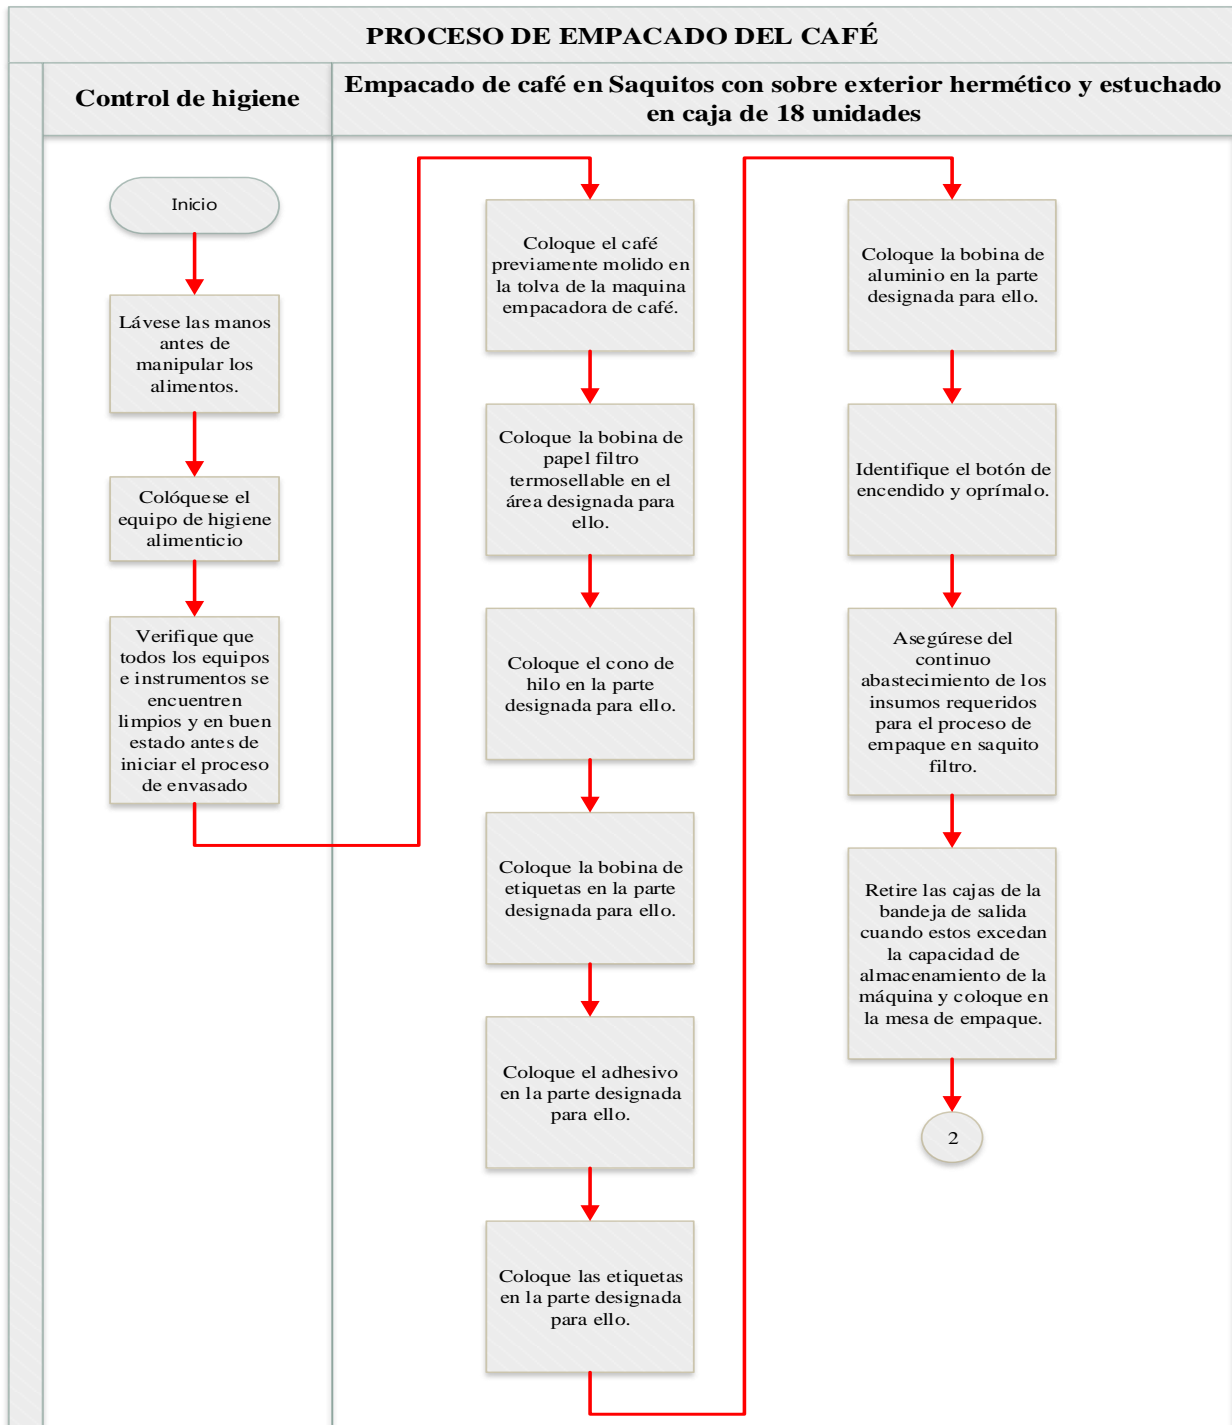 PROCESO DE EMPACADO DEL CAFÉ
Control de higiene
Empacado de café en Saquitos con sobre exterior hermético y estuchado
en caja de 18 unidades
Inicio
Lávese las manos
antes de
manipular los
alimentos.
Colóquese el
equipo de higiene
alimenticio
Verifique que
todos los equipos
e instrumentos se
encuentren
limpios y en buen
estado antes de
iniciar el proceso
de envasado
Coloque el café
previamente molido en
la tolva de la maquina
empacadora de café.
Coloque la bobina de
papel filtro
termosellable en el
área designada para
ello.
Coloque el cono de
hilo en la parte
designada para ello.
Coloque la bobina de
etiquetas en la parte
designada para ello.
Coloque el adhesivo
en la parte designada
para ello.
Coloque las etiquetas
en la parte designada
para ello.
Coloque la bobina de
aluminio en la parte
designada para ello.
Identifique el botón de
encendido y oprímalo.
Asegúrese del
continuo
abastecimiento de los
insumos requeridos
para el proceso de
empaque en saquito
filtro.
Retire las cajas de la
bandeja de salida
cuando estos excedan
la capacidad de
almacenamiento de la
máquina y coloque en
la mesa de empaque.
2